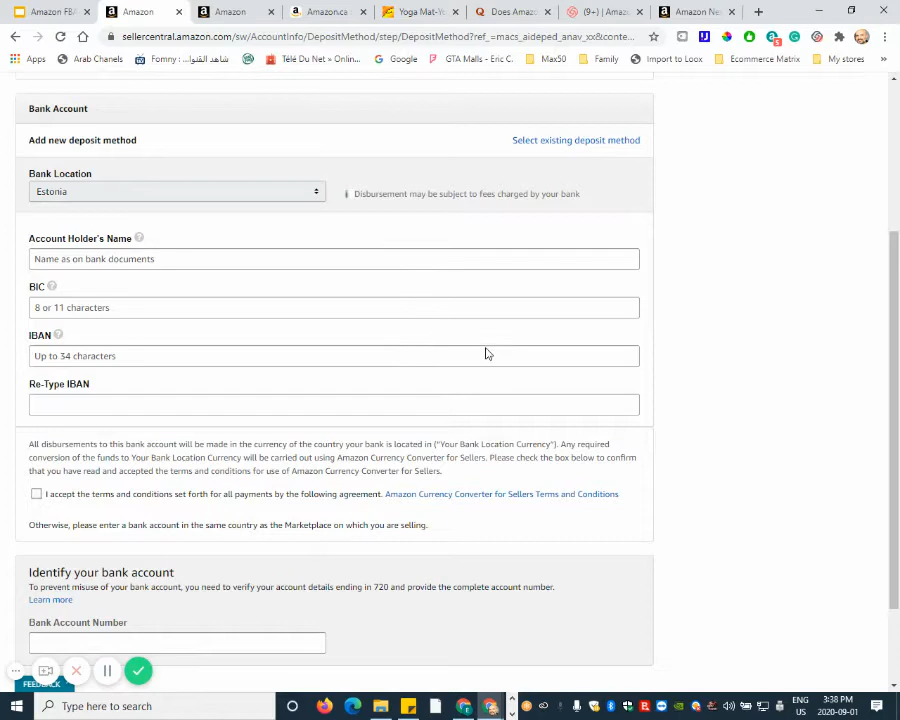 Amazon FBA
Amazon
Amazon
Amazon.ca
Yoga Mat-Yo
Does Amazo
(9+) | Amazo
Amazon Ne
sellercentral.amazon.com/sw/AccountInfo/DepositMethod/step/DepositMethod?ref_=macs_aideped_anav_xx&conte...
Apps
Arab Chanels
Fomny : شاهد القنوا...
Télé Du Net » Onlin...
Google
GTA Malls - Eric C.
Max50
Family
Import to Loox
Ecommerce Matrix
My stores
»
Bank Account
Add new deposit method
Select existing deposit method
Bank Location
Estonia
Disbursement may be subject to fees charged by your bank
Account Holder's Name
Name as on bank documents
BIC
8 or 11 characters
IBAN
Up to 34 characters
Re-Type IBAN
All disbursements to this bank account will be made in the currency of the country your bank is located in ("Your Bank Location Currency"). Any required
conversion of the funds to Your Bank Location Currency will be carried out using Amazon Currency Converter for Sellers. Please check the box below to confirm
that you have read and accepted the terms and conditions for use of Amazon Currency Converter for Sellers.
I accept the terms and conditions set forth for all payments by the following agreement. Amazon Currency Converter for Sellers Terms and Conditions
Otherwise, please enter a bank account in the same country as the Marketplace on which you are selling.
Identify your bank account
To prevent misuse of your bank account, you need to verify your account details ending in 720 and provide the complete account number.
Learn more
Bank Account Number
FEEDBACK
Type here to search
ENG
US
3:38 PM
2020-09-01